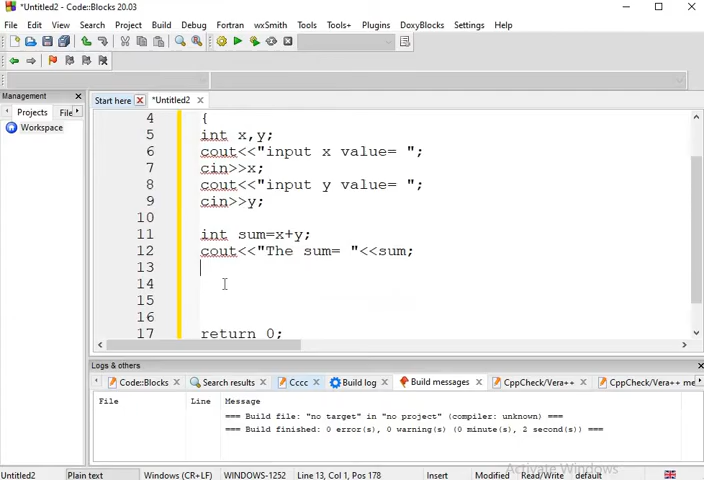 *Untitled2 - Code::Blocks 20.03
File Edit View Search Project Build Debug Fortran wxSmith Tools Tools+ Plugins DoxyBlocks Settings Help
Management
Projects File
Workspace
Start here *Untitled2
4 {
5 int x,y;
6 cout<<"input x value= ";
7 cin>>x;
8 cout<<"input y value= ";
9 cin>>y;
10
11 int sum=x+y;
12 cout<<"The sum= "<<sum;
13
14
15
16
17 return 0;
Logs & others
Code::Blocks Search results Cccc Build log Build messages CppCheck/Vera++ CppCheck/Vera++ me
File Line Message
=== Build file: "no target" in "no project" (compiler: unknown) ===
=== Build finished: 0 error(s), 0 warning(s) (0 minute(s), 2 second(s)) ===
Activate Windows
Untitled2 Plain text Windows (CR+LF) WINDOWS-1252 Line 13, Col 1, Pos 178 Insert Modified Read/Write default